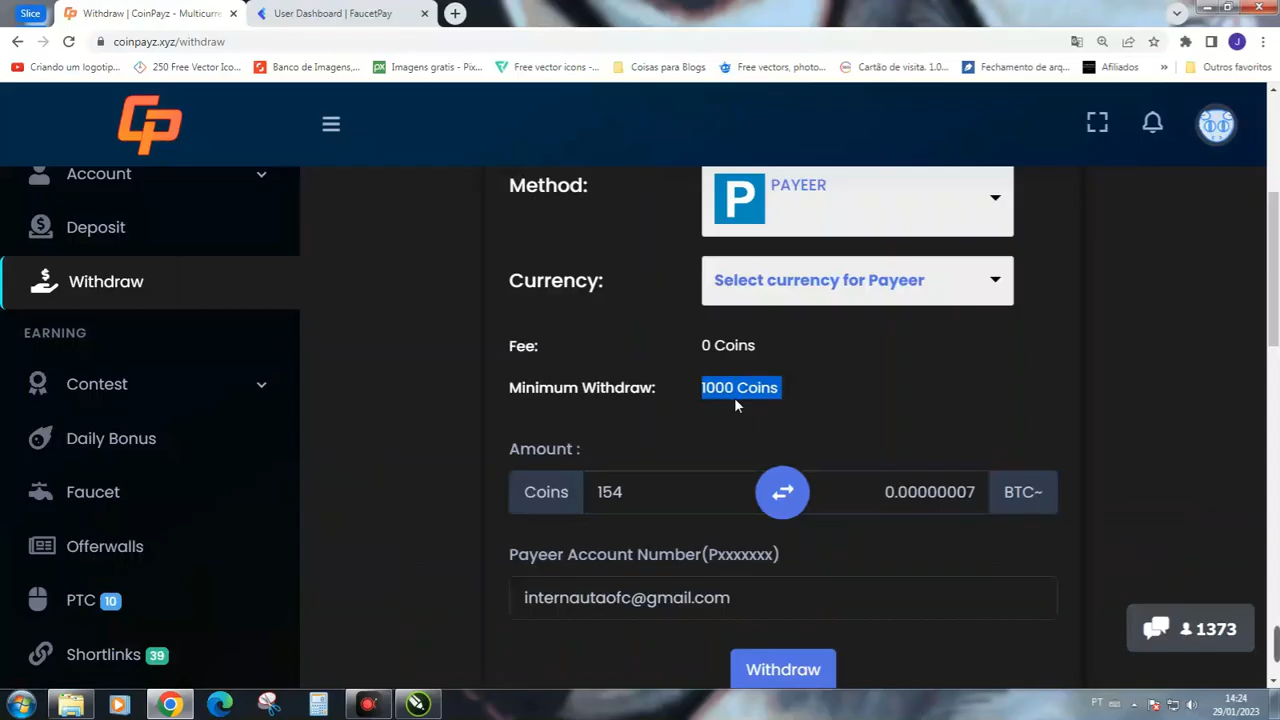 Slice
Withdraw | CoinPayz - Multicurre
User Dashboard | FaucetPay
coinpayz.xyz/withdraw
J
Criando um logotip...
250 Free Vector Ico...
Banco de Imagens,...
Imagens gratis - Pix...
Free vector icons -...
Coisas para Blogs
Free vectors, photo...
Cartão de visita. 1.0...
Fechamento de arq...
Afiliados
»
Outros favoritos
CP
Account
Deposit
Withdraw
EARNING
Contest
Daily Bonus
Faucet
Offerwalls
PTC 10
Shortlinks 39
Method:
P PAYEER
Currency:
Select currency for Payeer
Fee:
0 Coins
Minimum Withdraw:
1000 Coins
Amount :
Coins
154
0.00000007
BTC~
Payeer Account Number(Pxxxxxxx)
internautaofc@gmail.com
Withdraw
1373
PT
14:24
29/01/2023